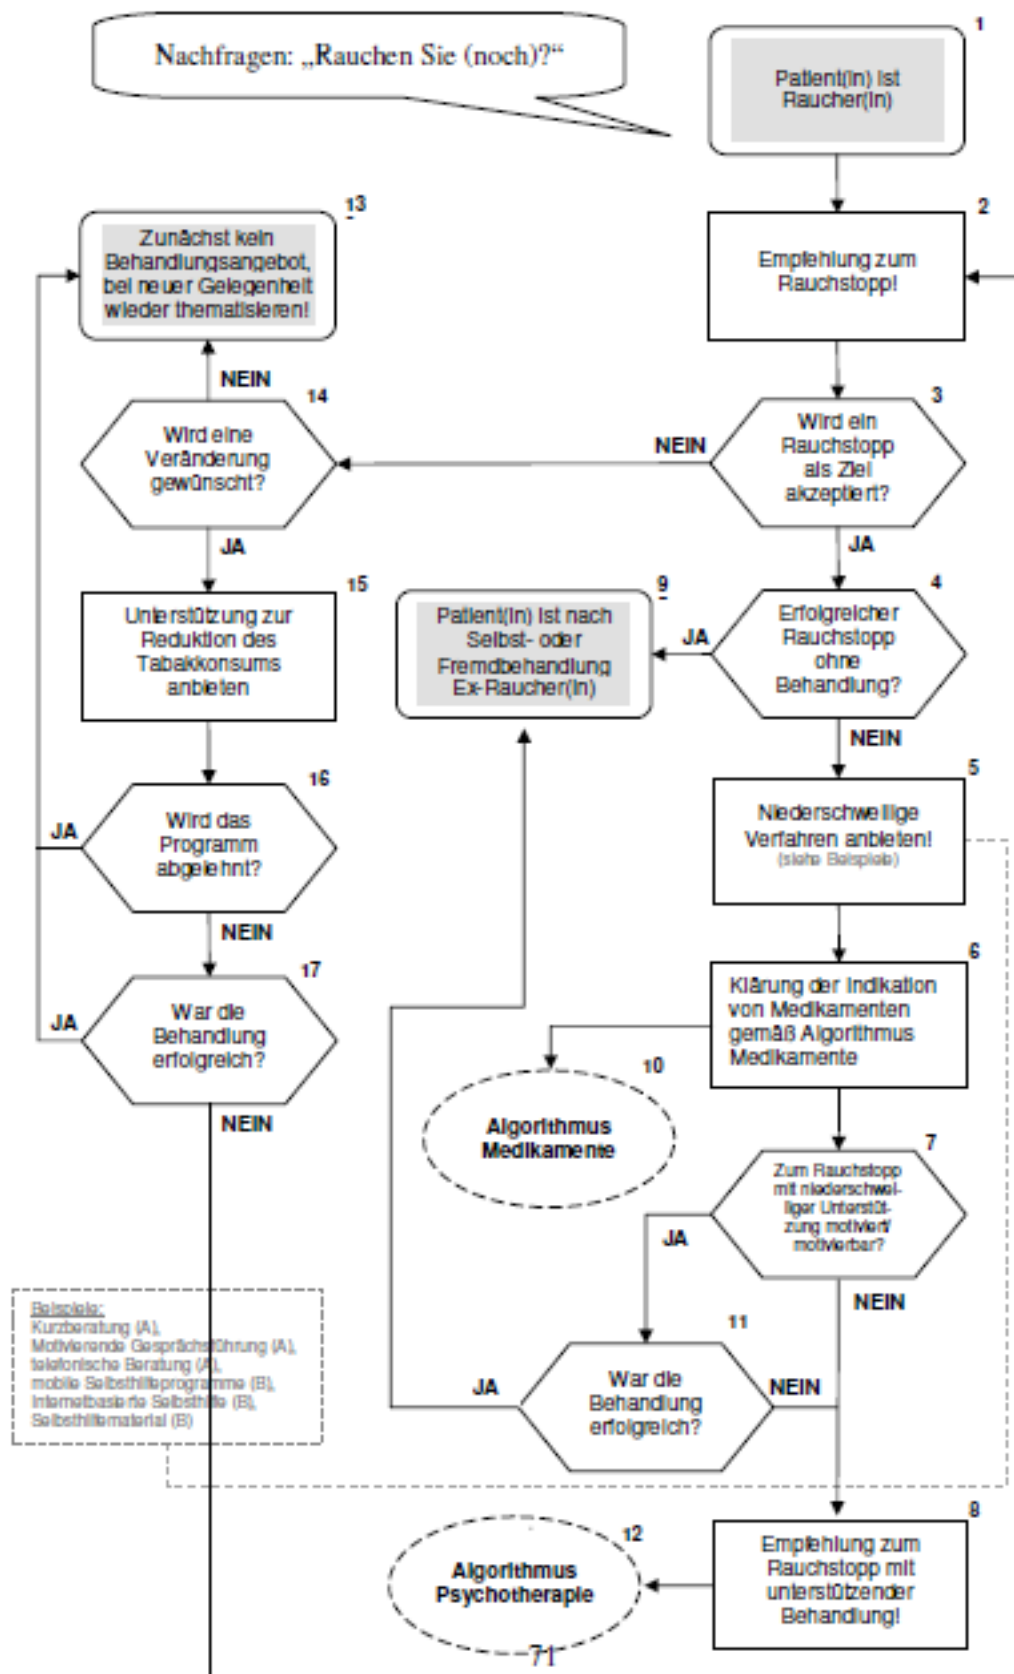 Nachfragen: „Rauchen Sie (noch)?“
1
Patient(in) ist
Raucher(in)
2
Empfehlung zum
Rauchstopp!
3
Wird ein
Rauchstopp
als Ziel
akzeptiert?
NEIN
JA
4
Erfolgreicher
Rauchstopp
ohne
Behandlung?
JA
NEIN
5
Niederschwellige
Verfahren anbieten!
(siehe Beispiele)
6
Klärung der Indikation
von Medikamenten
gemäß Algorithmus
Medikamente
7
Zum Rauchstopp
mit niederschwel-
liger Unterstüt-
zung motiviert/
motivierbar?
JA
NEIN
8
Empfehlung zum
Rauchstopp mit
unterstützender
Behandlung!
9
Patient(in) ist nach
Selbst- oder
Fremdbehandlung
Ex-Raucher(in)
10
Algorithmus
Medikamente
11
War die
Behandlung
erfolgreich?
JA
NEIN
12
Algorithmus
Psychotherapie
13
Zunächst kein
Behandlungsangebot,
bei neuer Gelegenheit
wieder thematisieren!
NEIN
14
Wird eine
Veränderung
gewünscht?
JA
15
Unterstützung zur
Reduktion des
Tabakkonsums
anbieten
16
Wird das
Programm
abgelehnt?
JA
NEIN
17
War die
Behandlung
erfolgreich?
JA
NEIN
Beispiele:
Kurzberatung (A),
Motivierende Gesprächsführung (A),
telefonische Beratung (A),
mobile Selbsthilfeprogramme (B),
Internetbasierte Selbsthilfe (B),
Selbsthilfematerial (B)
71